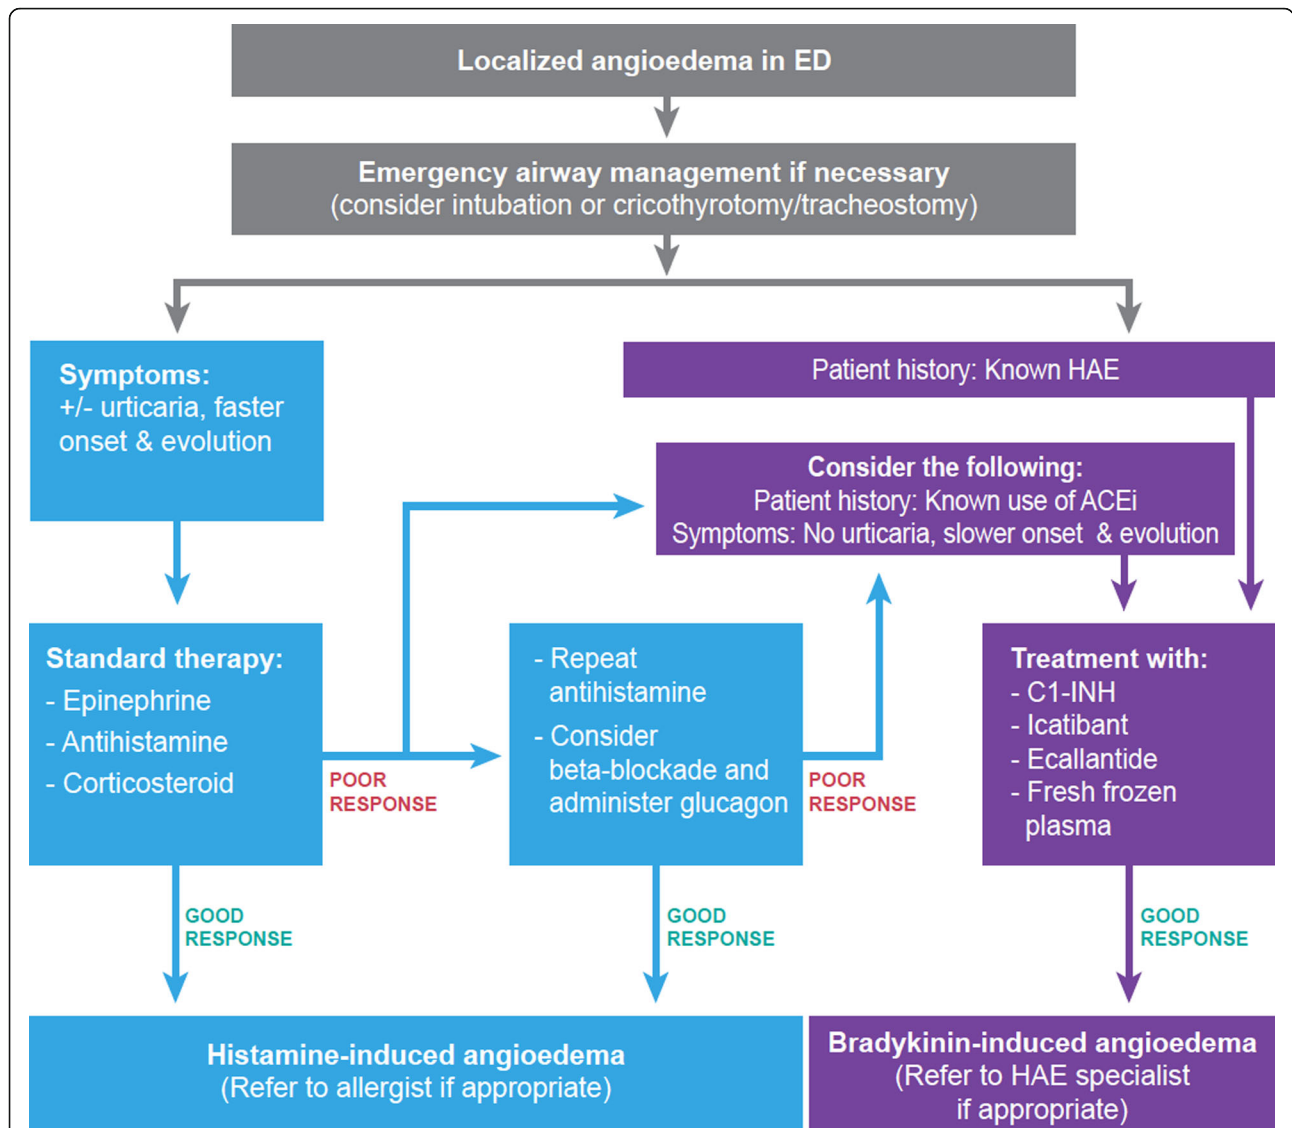 Localized angioedema in ED
Emergency airway management if necessary
(consider intubation or cricothyrotomy/tracheostomy)
Symptoms:
+/- urticaria, faster
onset & evolution
Patient history: Known HAE
Consider the following:
Patient history: Known use of ACEi
Symptoms: No urticaria, slower onset & evolution
Standard therapy:
- Epinephrine
- Antihistamine
- Corticosteroid
POOR
RESPONSE
- Repeat
antihistamine
- Consider
beta-blockade and
administer glucagon
POOR
RESPONSE
Treatment with:
- C1-INH
- Icatibant
- Ecallantide
- Fresh frozen
plasma
GOOD
RESPONSE
GOOD
RESPONSE
GOOD
RESPONSE
Histamine-induced angioedema
(Refer to allergist if appropriate)
Bradykinin-induced angioedema
(Refer to HAE specialist
if appropriate)